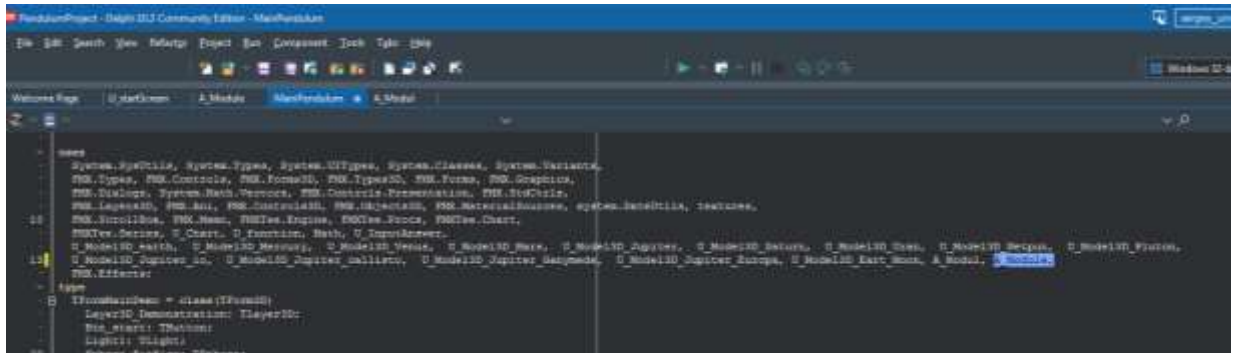 PendulumProject - Delphi 10.3 Community Edition - MainPendulum
File Edit Search View Refactor Project Run Component Tools Tabs Help
Windows 32-b
Welcome Page U_startScreen A_Module MainPendulum A_Modul
uses
System.SysUtils, System.Types, System.UITypes, System.Classes, System.Variants,
FMX.Types, FMX.Controls, FMX.Forms3D, FMX.Types3D, FMX.Forms, FMX.Graphics,
FMX.Dialogs, System.Math.Vectors, FMX.Controls.Presentation, FMX.StdCtrls,
FMX.Layers3D, FMX.Ani, FMX.Controls3D, FMX.Objects3D, FMX.MaterialSources, system.DateUtils, textures,
10 FMX.ScrollBox, FMX.Memo, FMXTee.Engine, FMXTee.Procs, FMXTee.Chart,
FMXTee.Series, U_Chart, U_function, Math, U_InputAnswer,
U_Model3D_earth, U_Model3D_Mercury, U_Model3D_Venus, U_Model3D_Mars, U_Model3D_Jupiter, U_Model3D_Saturn, U_Model3D_Uran, U_Model3D_Neptun, U_Model3D_Pluton,
U_Model3D_Jupiter_io, U_Model3D_Jupiter_callisto, U_Model3D_Jupiter_Ganymede, U_Model3D_Jupiter_Europa, U_Model3D_East_Moon, A_Modul, A_Module,
FMX.Effects;
type
TFormMainDemo = class(TForm3D)
Layer3D_Demonstration: TLayer3D;
Btn_start: TButton;
Light1: TLight;